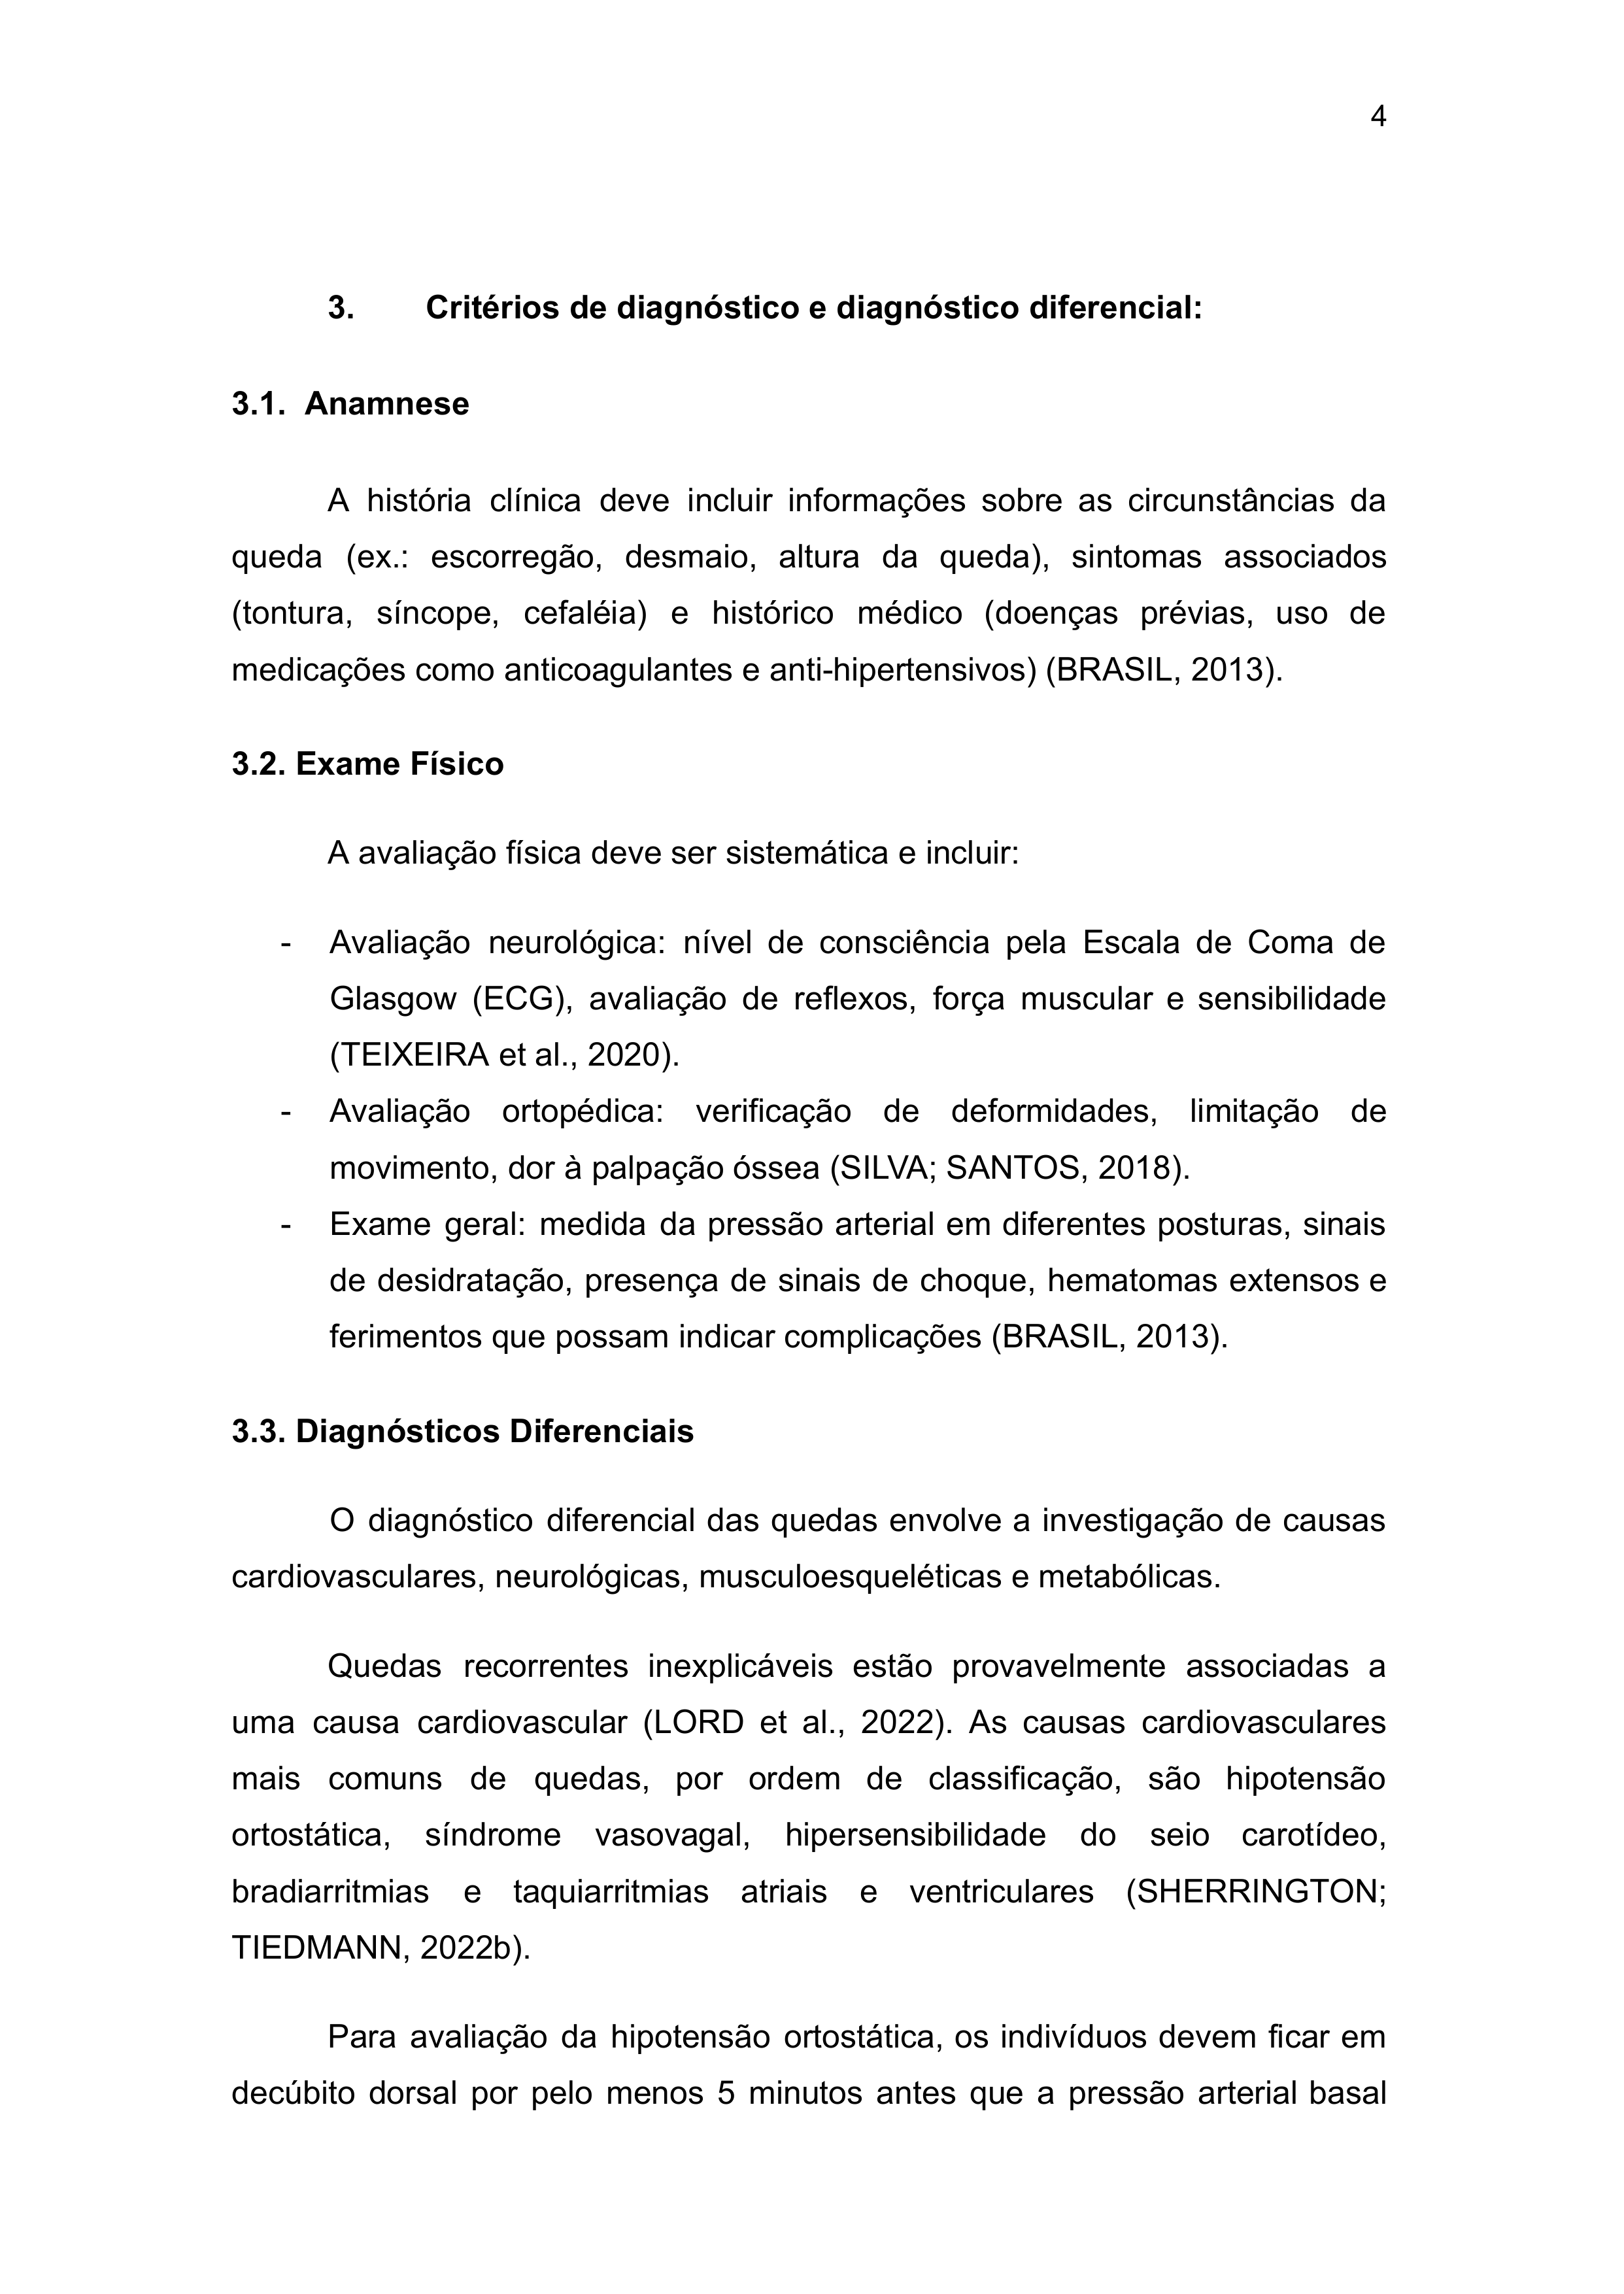 4
3. Critérios de diagnóstico e diagnóstico diferencial:
3.1. Anamnese
A história clínica deve incluir informações sobre as circunstâncias da
queda (ex.: escorregão, desmaio, altura da queda), sintomas associados
(tontura, síncope, cefaléia) e histórico médico (doenças prévias, uso de
medicações como anticoagulantes e anti-hipertensivos) (BRASIL, 2013).
3.2. Exame Físico
A avaliação física deve ser sistemática e incluir:
- Avaliação neurológica: nível de consciência pela Escala de Coma de
Glasgow (ECG), avaliação de reflexos, força muscular e sensibilidade
(TEIXEIRA et al., 2020).
- Avaliação ortopédica: verificação de deformidades, limitação de
movimento, dor à palpação óssea (SILVA; SANTOS, 2018).
- Exame geral: medida da pressão arterial em diferentes posturas, sinais
de desidratação, presença de sinais de choque, hematomas extensos e
ferimentos que possam indicar complicações (BRASIL, 2013).
3.3. Diagnósticos Diferenciais
O diagnóstico diferencial das quedas envolve a investigação de causas
cardiovasculares, neurológicas, musculoesqueléticas e metabólicas.
Quedas recorrentes inexplicáveis estão provavelmente associadas a
uma causa cardiovascular (LORD et al., 2022). As causas cardiovasculares
mais comuns de quedas, por ordem de classificação, são hipotensão
ortostática, síndrome vasovagal, hipersensibilidade do seio carotídeo,
bradiarritmias e taquiarritmias atriais e ventriculares (SHERRINGTON;
TIEDMANN, 2022b).
Para avaliação da hipotensão ortostática, os indivíduos devem ficar em
decúbito dorsal por pelo menos 5 minutos antes que a pressão arterial basal